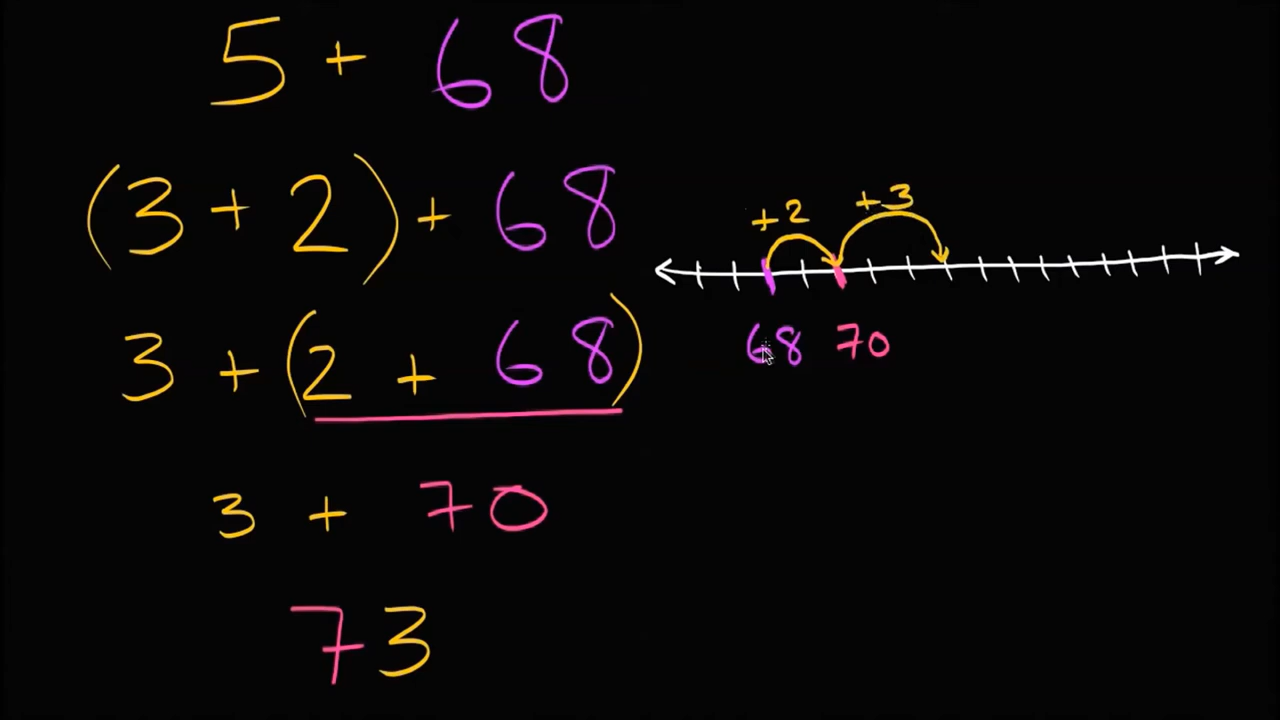 5 + 68
(3 + 2) + 68
+2 +3
3 + (2 + 68)
68 70
3 + 70
73